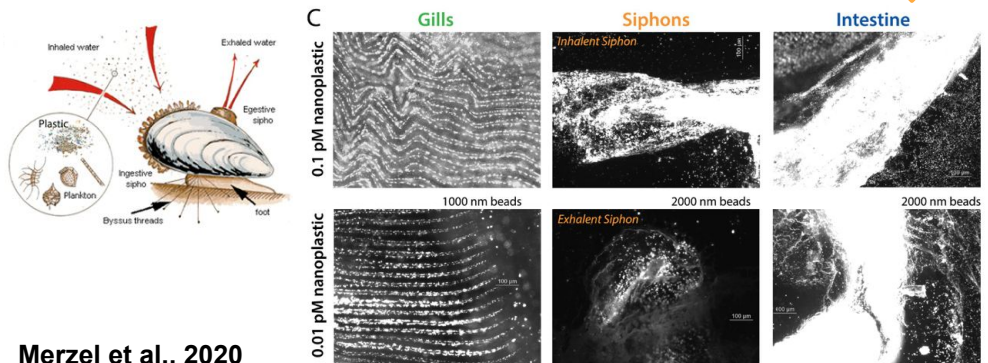 Inhaled water
Exhaled water
Plastic
Egestive
sipho
Plankton
Ingestive
sipho
Byssus threads
foot
Merzel et al., 2020
C
Gills
Siphons
Intestine
0.1 pM nanoplastic
Inhalent Siphon
100 µm
1000 nm beads
2000 nm beads
2000 nm beads
0.01 pM nanoplastic
100 µm
Exhalent Siphon
100 µm